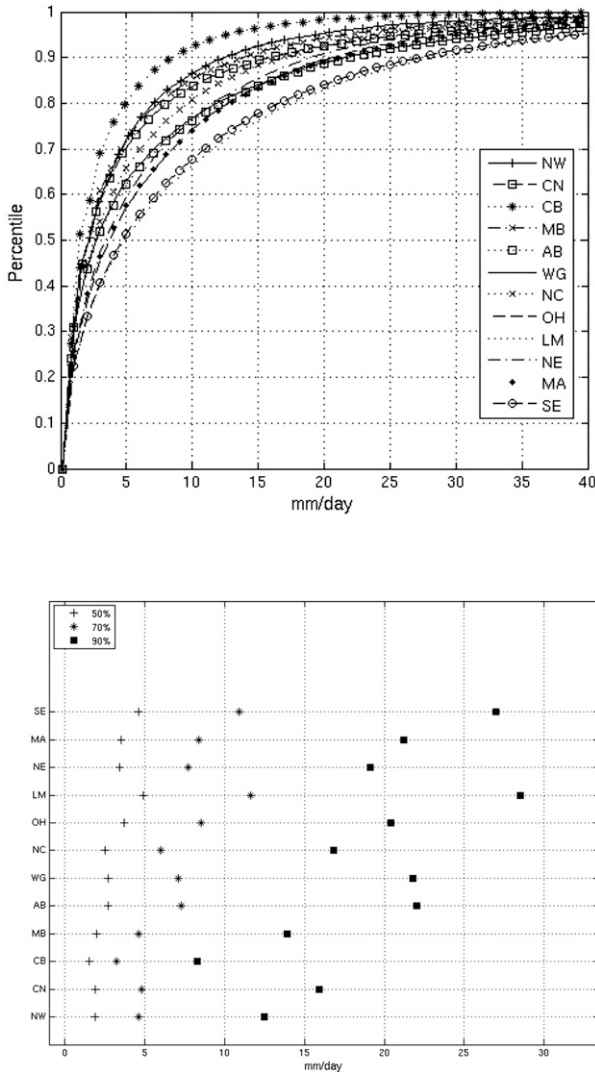 1
0.9
0.8
0.7
0.6
0.5
0.4
0.3
0.2
0.1
0
Percentile
NW
CN
CB
MB
AB
WG
NC
OH
LM
NE
MA
SE
0 5 10 15 20 25 30 35 40
mm/day
50%
70%
90%
SE
MA
NE
LM
OH
NC
WG
AB
MB
CB
CN
NW
0 5 10 15 20 25 30
mm/day